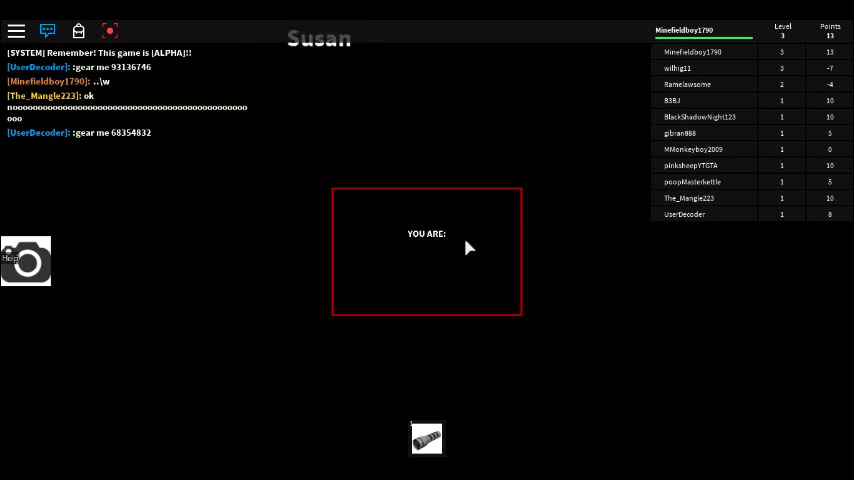 Susan
Minefieldboy1790 Level 3 Points 13
[SYSTEM] Remember! This game is [ALPHA]!!
[UserDecoder]: :gear me 93136746
[Minefieldboy1790]: ..\w
[The_Mangle223]: ok
nooooooooooooooooooooooooooooooooooooooooooooooo
ooo
[UserDecoder]: :gear me 68354832
Minefieldboy1790 3 13
wilhig11 3 -7
Ramelawsome 2 -4
B3BJ 1 10
BlackShadowNight123 1 10
gibran888 1 5
MMonkeyboy2009 1 0
pinksheepYTGTA 1 10
poopMasterkettle 1 5
The_Mangle223 1 10
UserDecoder 1 8
YOU ARE:
Help
1